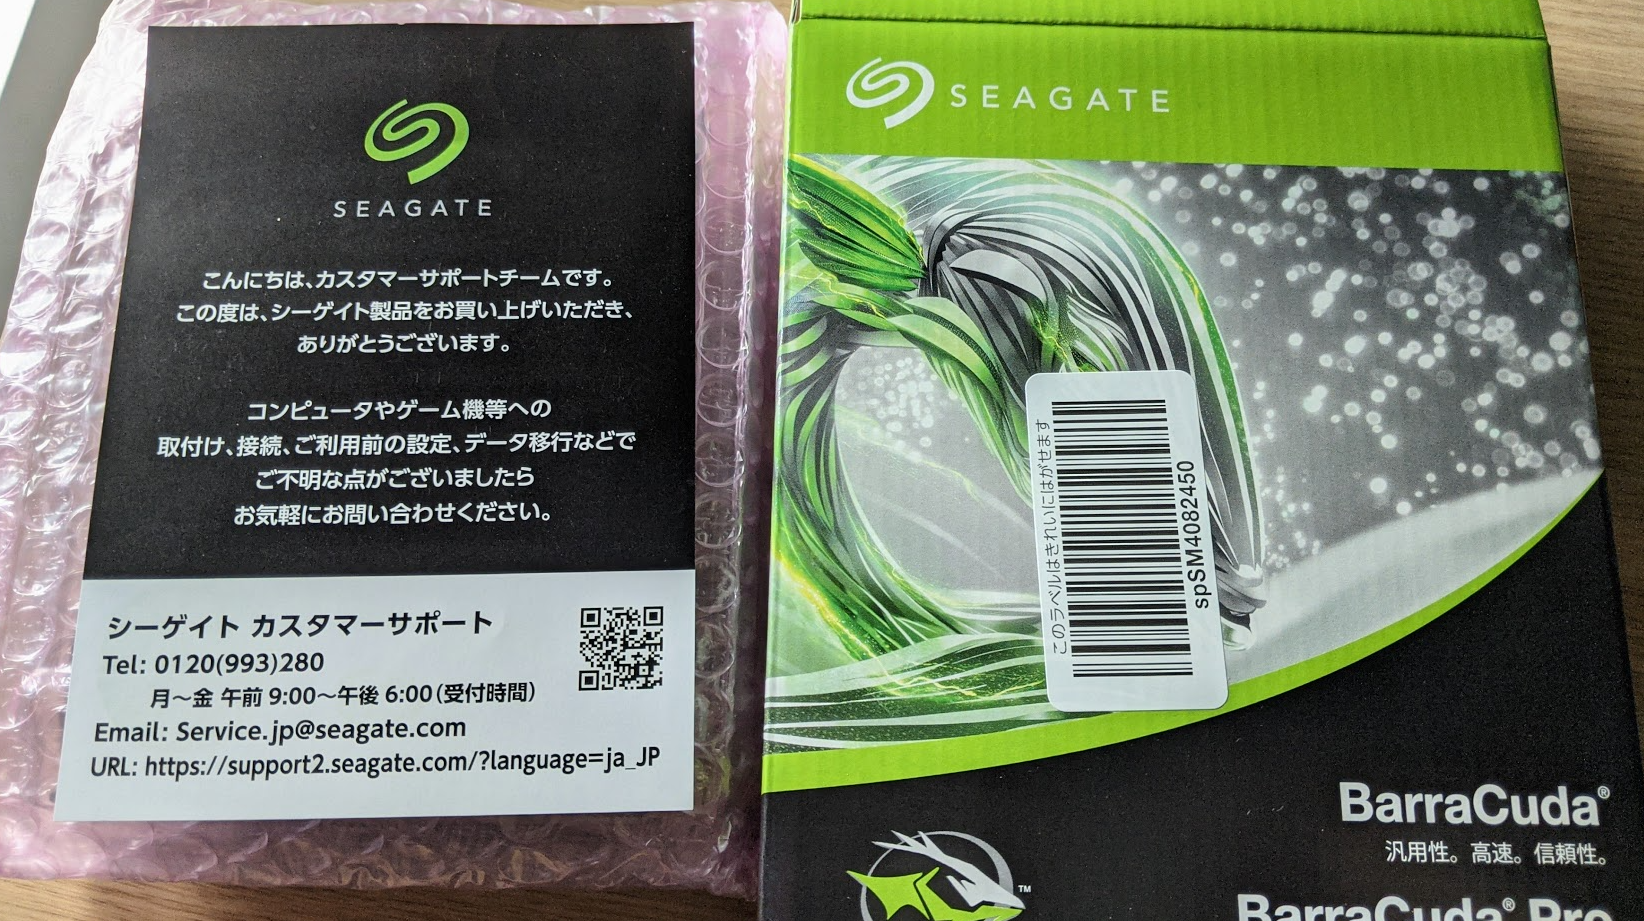 SEAGATE
こんにちは、カスタマーサポートチームです。
この度は、シーゲイト製品をお買い上げいただき、
ありがとうございます。
コンピュータやゲーム機等への
取付け、接続、ご利用前の設定、データ移行などで
ご不明な点がございましたら
お気軽にお問い合わせください。
シーゲイト カスタマーサポート
Tel: 0120(993)280
月～金 午前 9:00～午後 6:00（受付時間）
Email: Service.jp@seagate.com
URL: https://support2.seagate.com/?language=ja_JP
SEAGATE
このラベルはきれいにはがせます
spSM4082450
BarraCuda®
汎用性。高速。信頼性。
™
BarraCuda® Pro